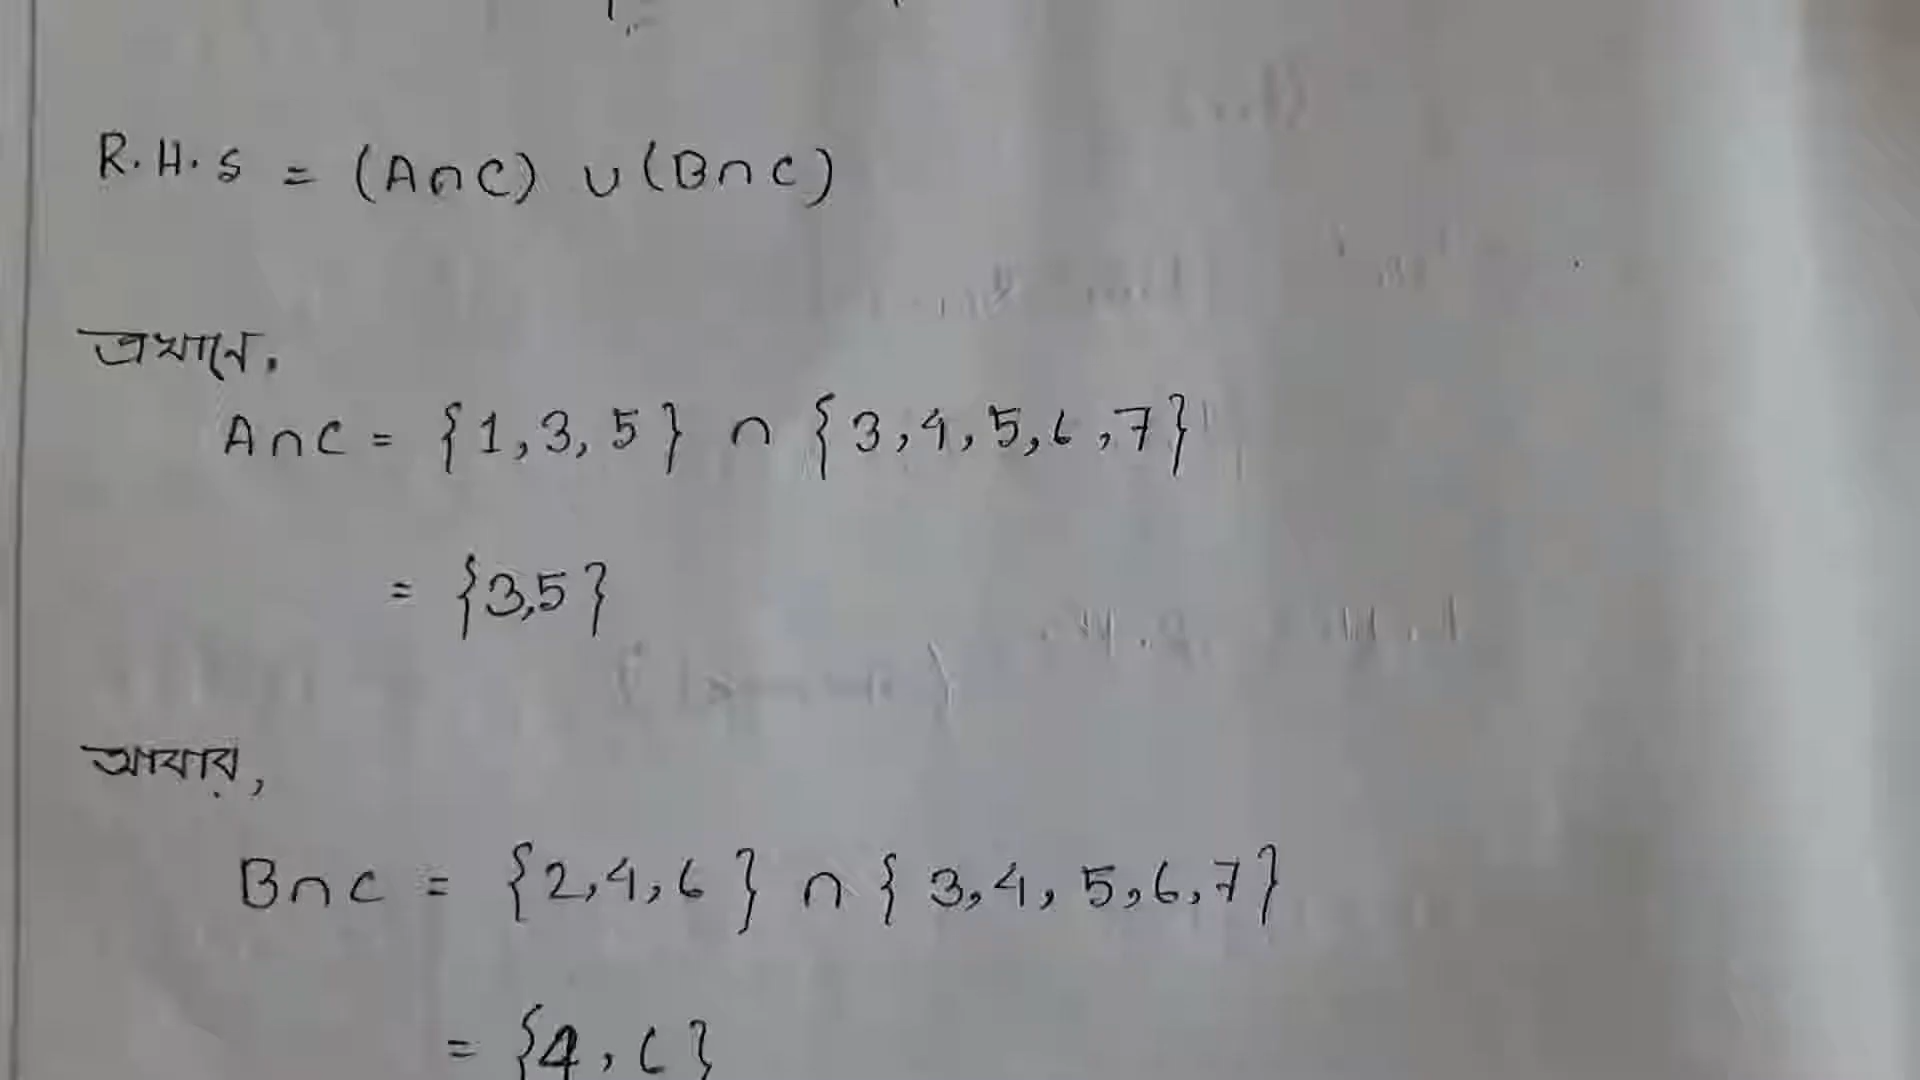 R.H.S = (A∩C) ∪ (B∩C)
এখানে,
A∩C = {1,3,5} ∩ {3,4,5,6,7}
= {3,5}
আবার,
B∩C = {2,4,6} ∩ {3,4,5,6,7}
= {4,6}